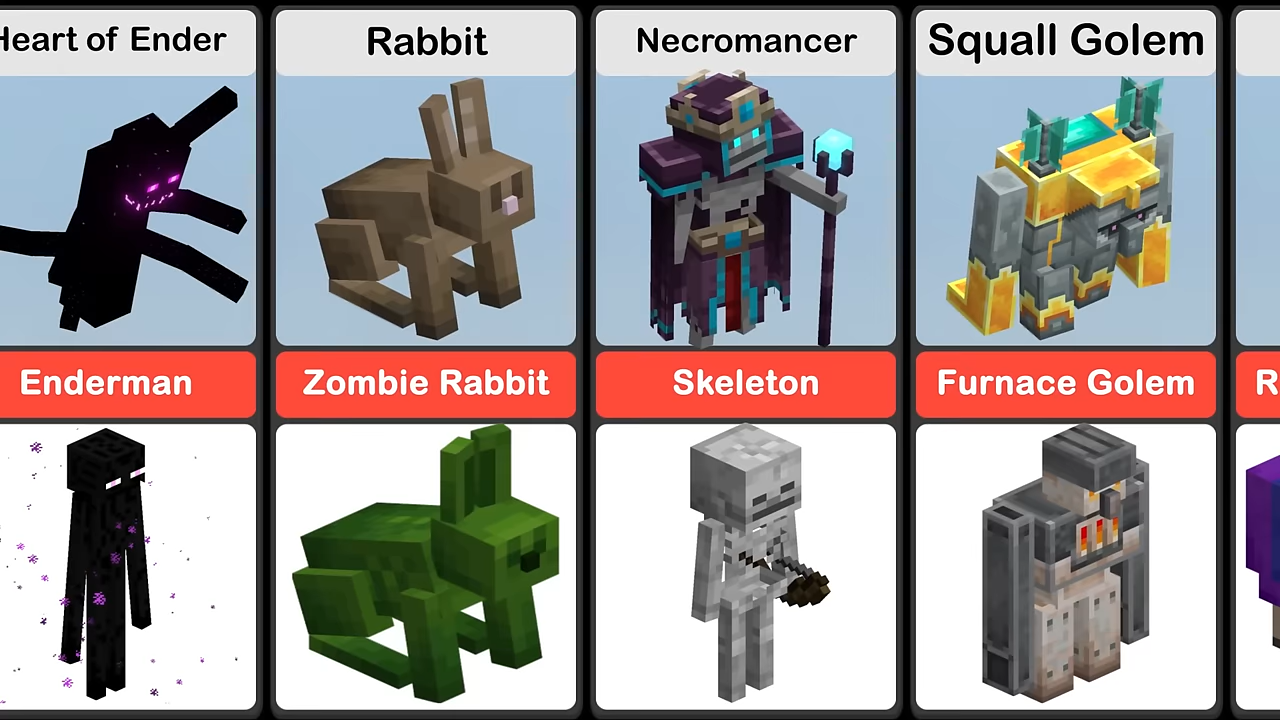 Heart of Ender
Rabbit
Necromancer
Squall Golem
Enderman
Zombie Rabbit
Skeleton
Furnace Golem
R